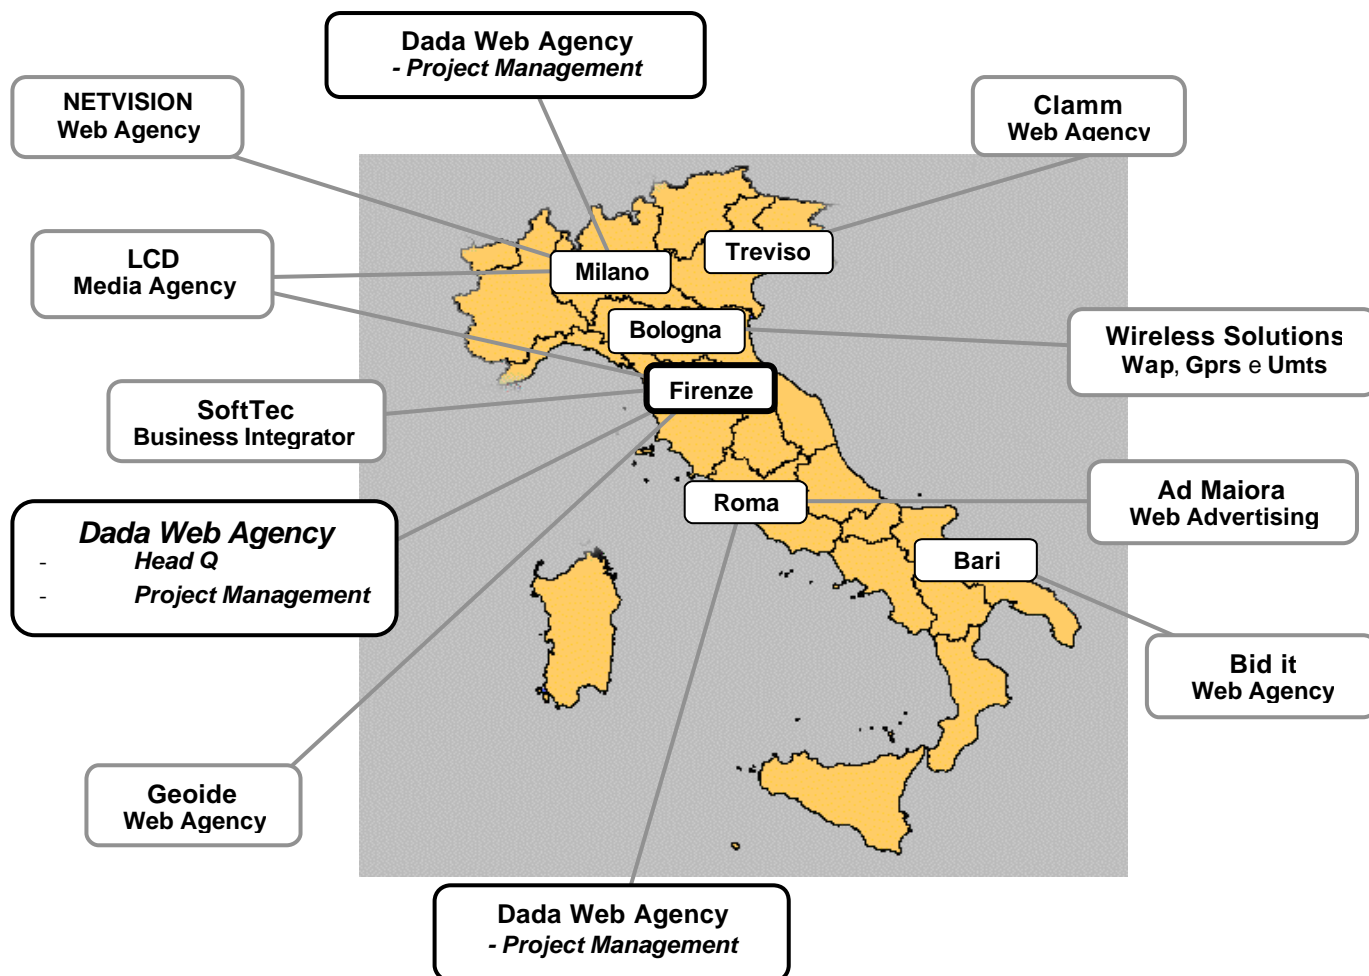 Dada Web Agency
- Project Management
NETVISION
Web Agency
Clamm
Web Agency
LCD
Media Agency
Treviso
Milano
Bologna
Wireless Solutions
Wap, Gprs e Umts
Firenze
SoftTec
Business Integrator
Roma
Ad Maiora
Web Advertising
Dada Web Agency
- Head Q
- Project Management
Bari
Bid it
Web Agency
Geoide
Web Agency
Dada Web Agency
- Project Management